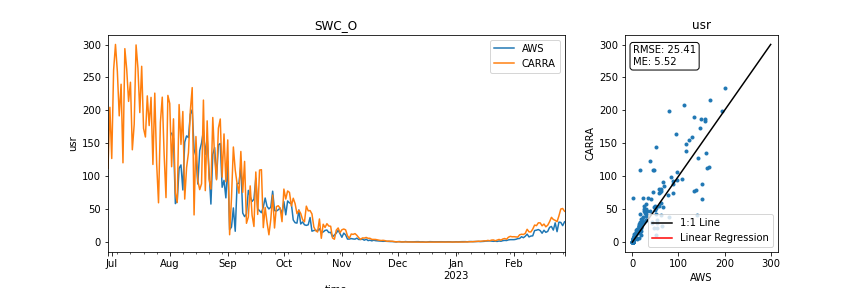 SWC_O
usr
300
250
200
150
100
50
0
usr
AWS
CARRA
Jul
Aug
Sep
Oct
Nov
Dec
Jan
2023
Feb
time
usr
RMSE: 25.41
ME: 5.52
300
250
200
150
100
50
0
CARRA
1:1 Line
Linear Regression
0
100
200
300
AWS